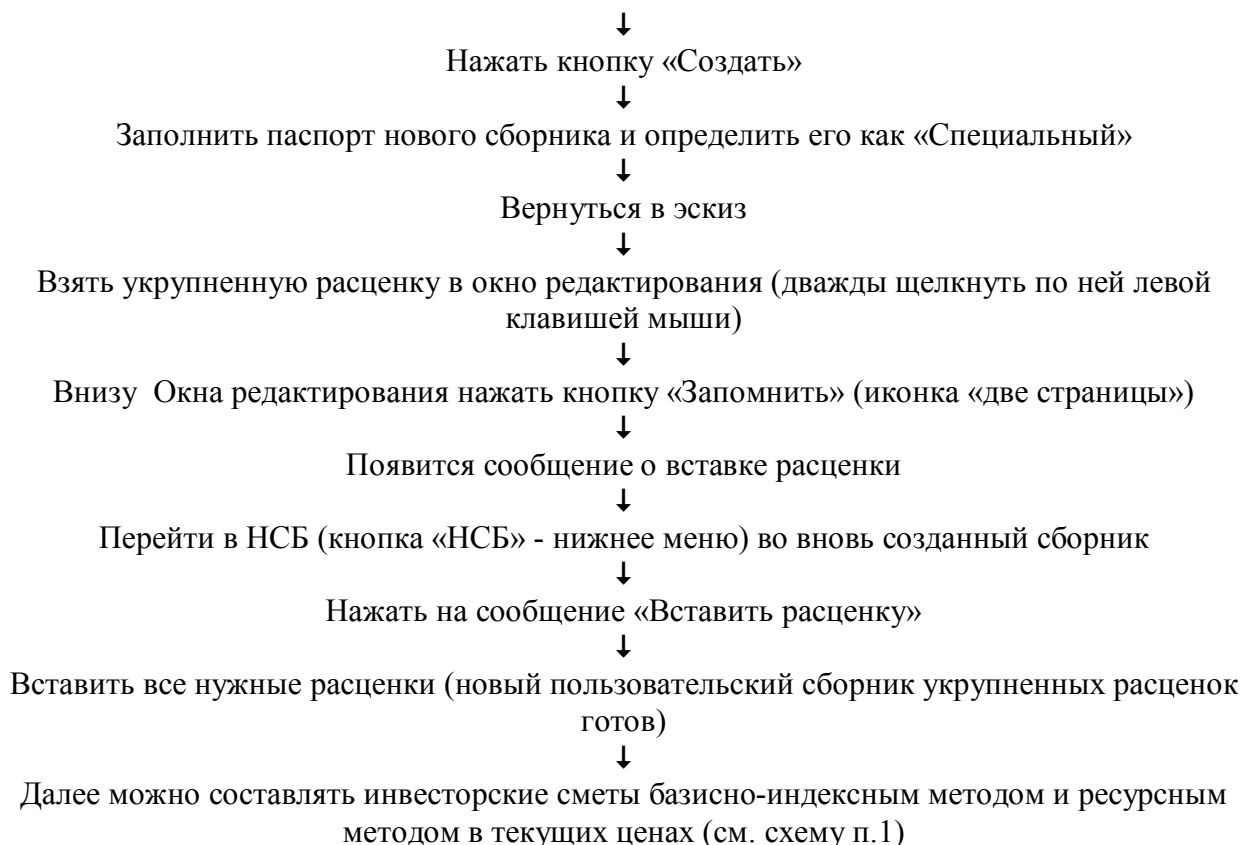 ↓
Нажать кнопку «Создать»
↓
Заполнить паспорт нового сборника и определить его как «Специальный»
↓
Вернуться в эскиз
↓
Взять укрупненную расценку в окно редактирования (дважды щелкнуть по ней левой
клавишей мыши)
↓
Внизу  Окна редактирования нажать кнопку «Запомнить» (иконка «две страницы»)
↓
Появится сообщение о вставке расценки
↓
Перейти в НСБ (кнопка «НСБ» - нижнее меню) во вновь созданный сборник
↓
Нажать на сообщение «Вставить расценку»
↓
Вставить все нужные расценки (новый пользовательский сборник укрупненных расценок
готов)
↓
Далее можно составлять инвесторские сметы базисно-индексным методом и ресурсным
методом в текущих ценах (см. схему п.1)